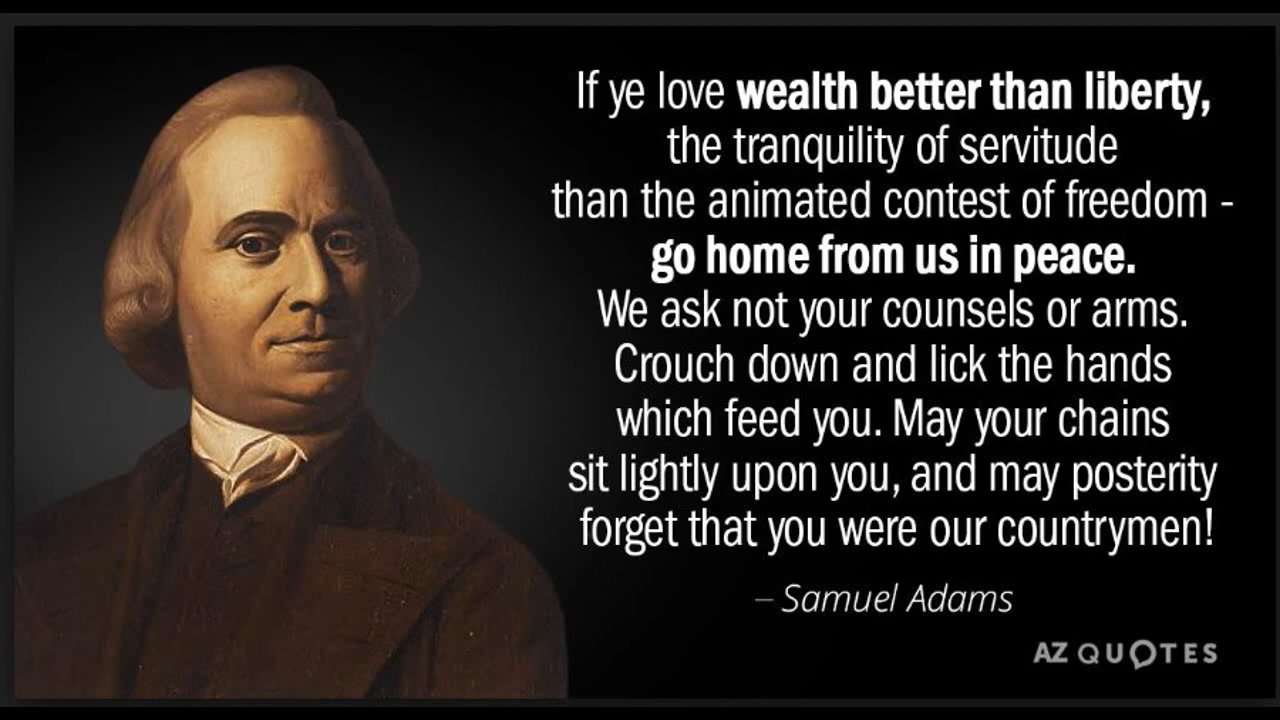 If ye love wealth better than liberty,
the tranquility of servitude
than the animated contest of freedom -
go home from us in peace.
We ask not your counsels or arms.
Crouch down and lick the hands
which feed you. May your chains
sit lightly upon you, and may posterity
forget that you were our countrymen!
– Samuel Adams
AZ QUOTES